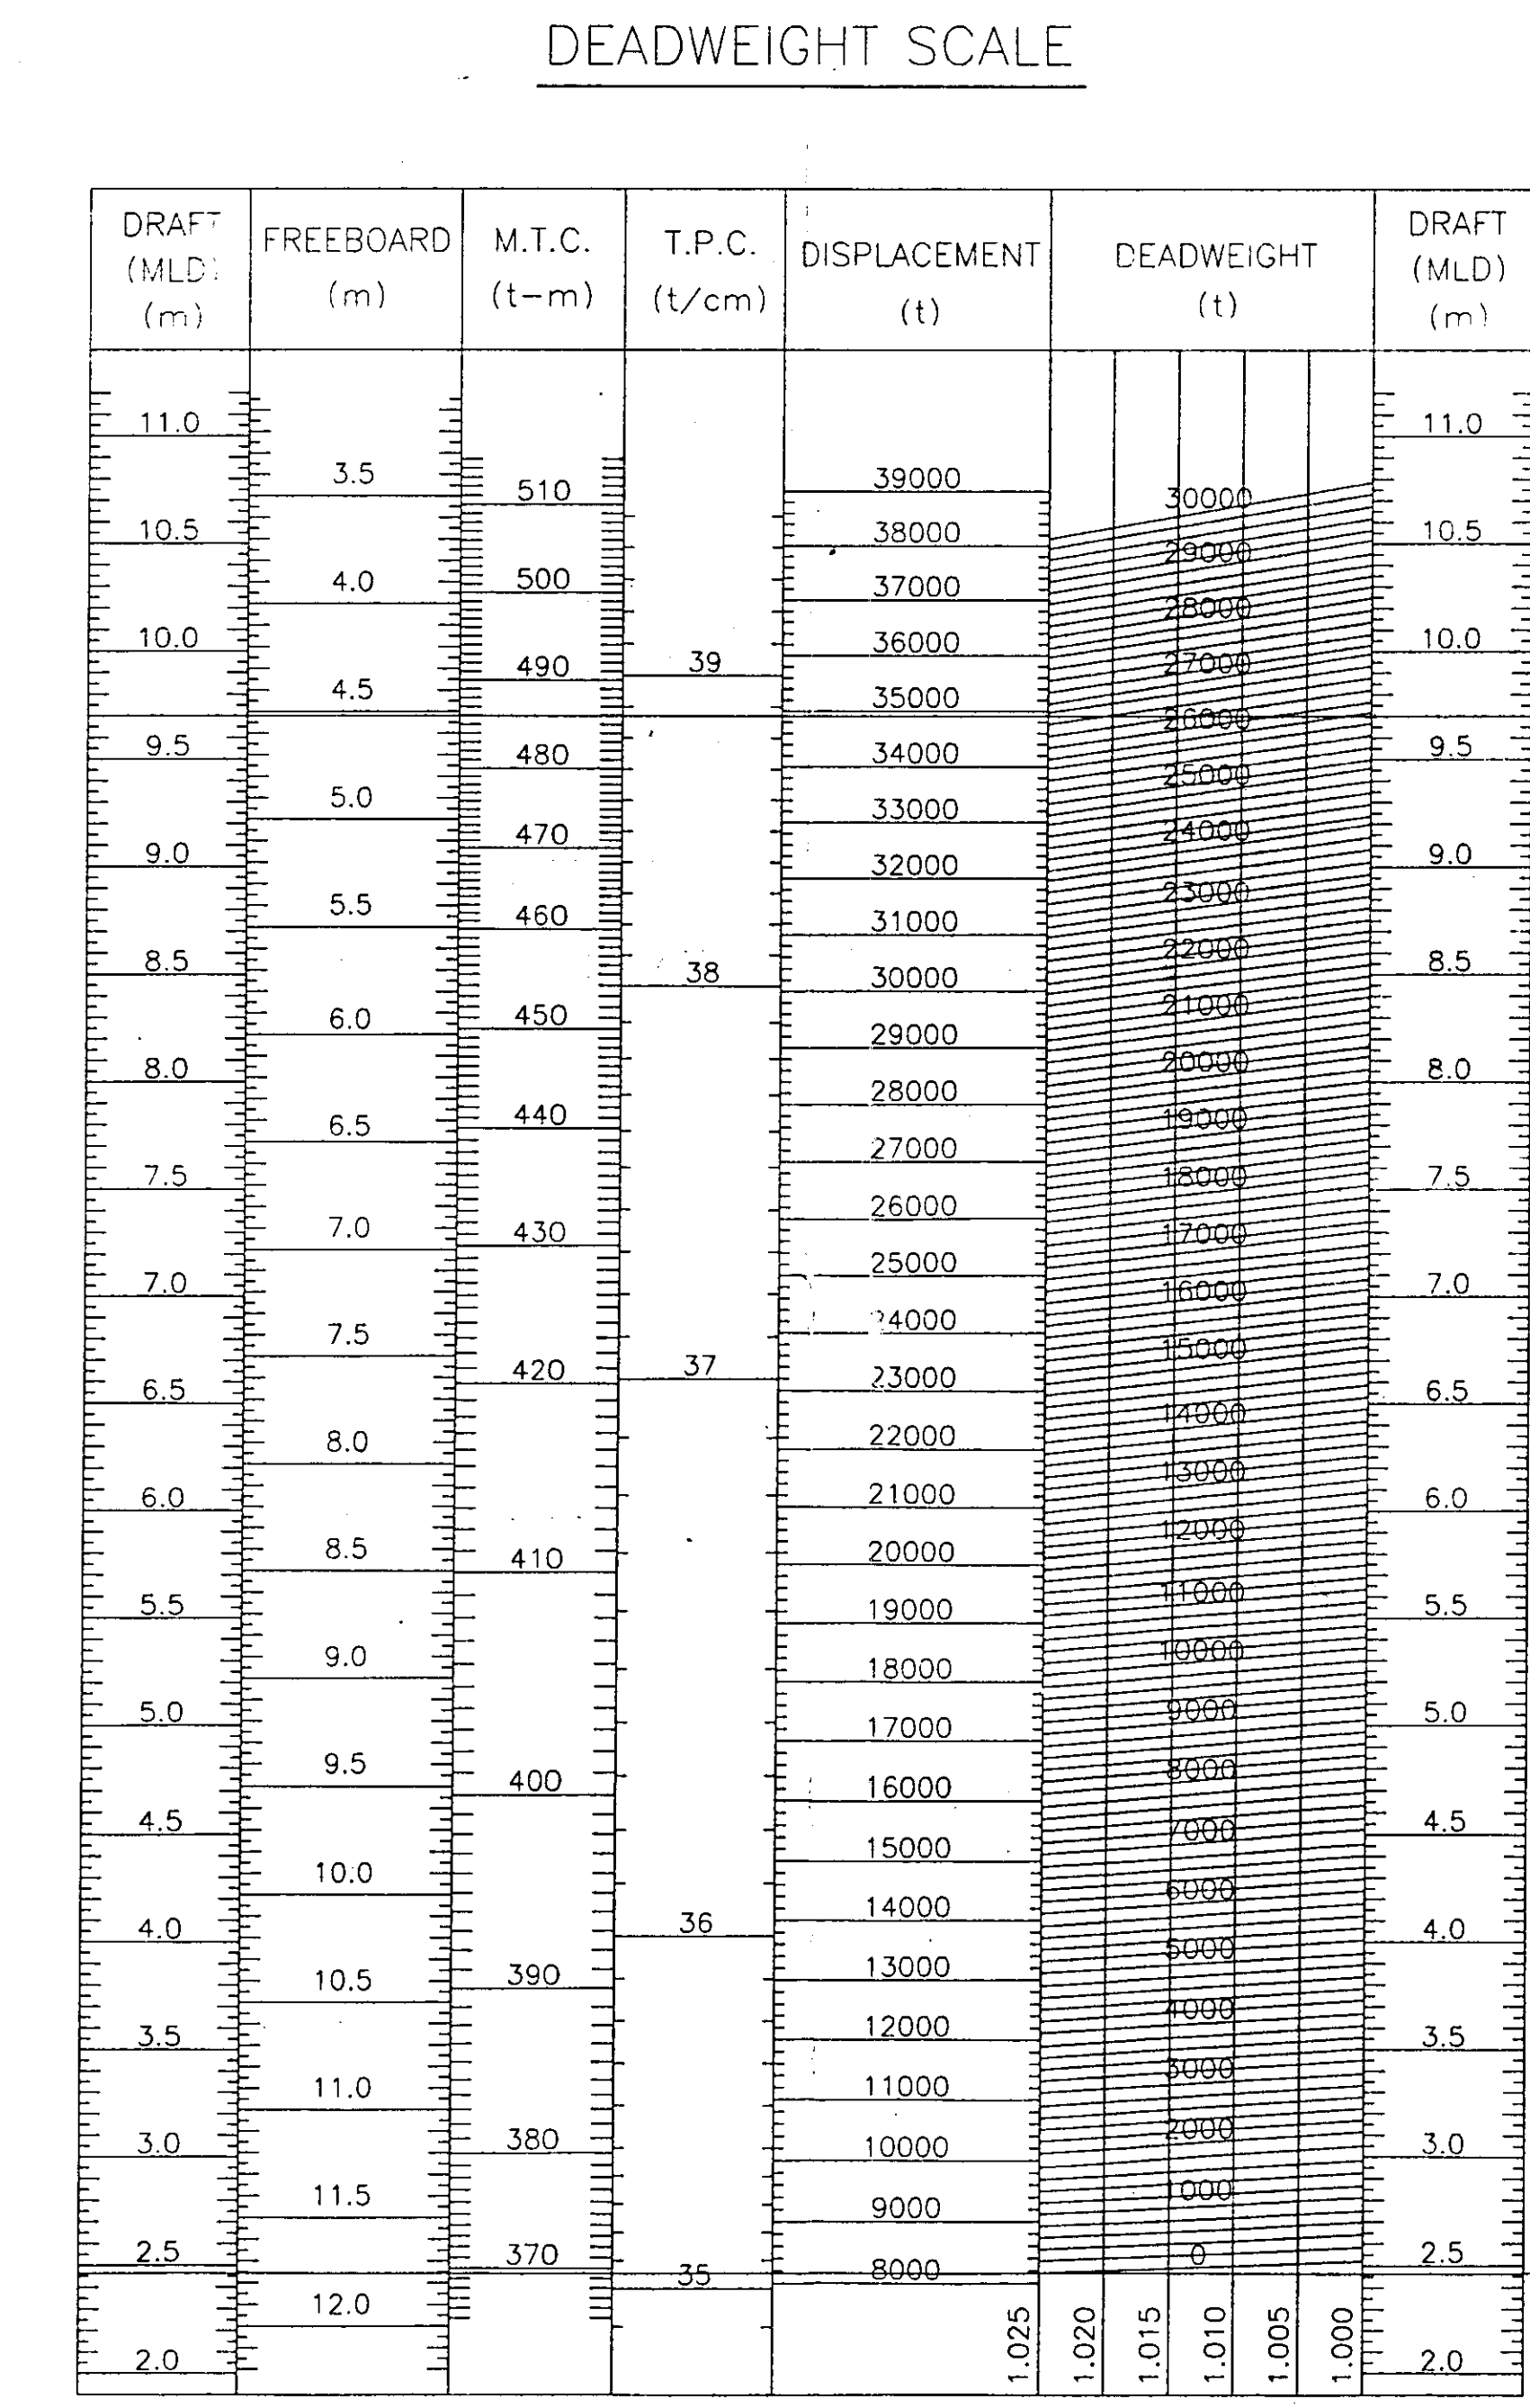 DEADWEIGHT SCALE
DRAFT (MLD) (m)
FREEBOARD (m)
M.T.C. (t-m)
T.P.C. (t/cm)
DISPLACEMENT (t)
DEADWEIGHT (t)
DRAFT (MLD) (m)
11.0 11.0
3.5 510 39000 30000
10.5 38000 10.5
29000
4.0 500 37000
28000
10.0 36000 10.0
490 39 27000
4.5 35000
26000
9.5 480 34000 9.5
25000
5.0 33000
470 24000
9.0 32000 9.0
23000
5.5 460 31000
22000
8.5 38 30000 8.5
21000
6.0 450 29000
20000
8.0 28000 8.0
6.5 440 19000
27000
7.5 18000 7.5
26000
7.0 430 17000
25000
7.0 16000 7.0
24000
7.5 15000
420 37 23000
6.5 6.5
14000
8.0 22000
13000
6.0 21000 6.0
12000
8.5 410 20000
11000
5.5 19000 5.5
9.0 18000 10000
5.0 9000 5.0
17000
9.5 400 8000
16000
4.5 7000 4.5
15000
10.0 6000
14000
4.0 36 4.0
5000
10.5 390 13000
4000
3.5 12000 3.5
3000
11.0 11000
2000
3.0 380 10000 3.0
1000
11.5 9000
2.5 370 0 2.5
35 8000
12.0
2.0 1.025 1.020 1.015 1.010 1.005 1.000 2.0